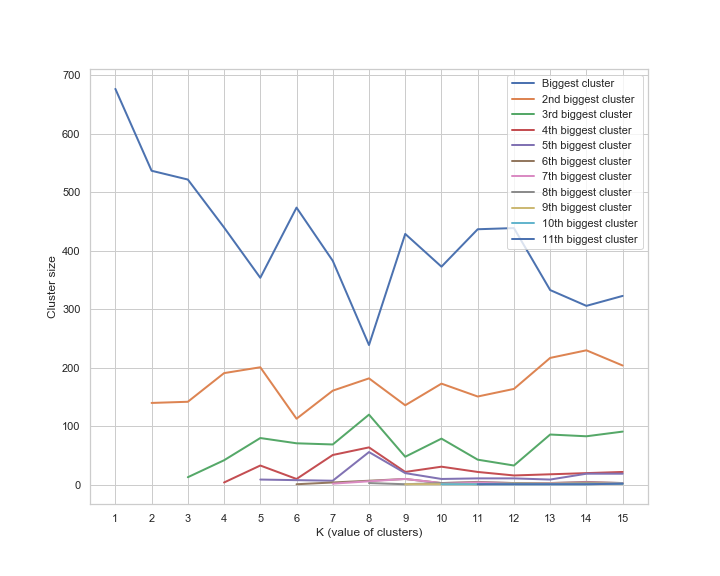 700
600
500
400
300
200
100
0
Cluster size
Biggest cluster
2nd biggest cluster
3rd biggest cluster
4th biggest cluster
5th biggest cluster
6th biggest cluster
7th biggest cluster
8th biggest cluster
9th biggest cluster
10th biggest cluster
11th biggest cluster
1 2 3 4 5 6 7 8 9 10 11 12 13 14 15
K (value of clusters)